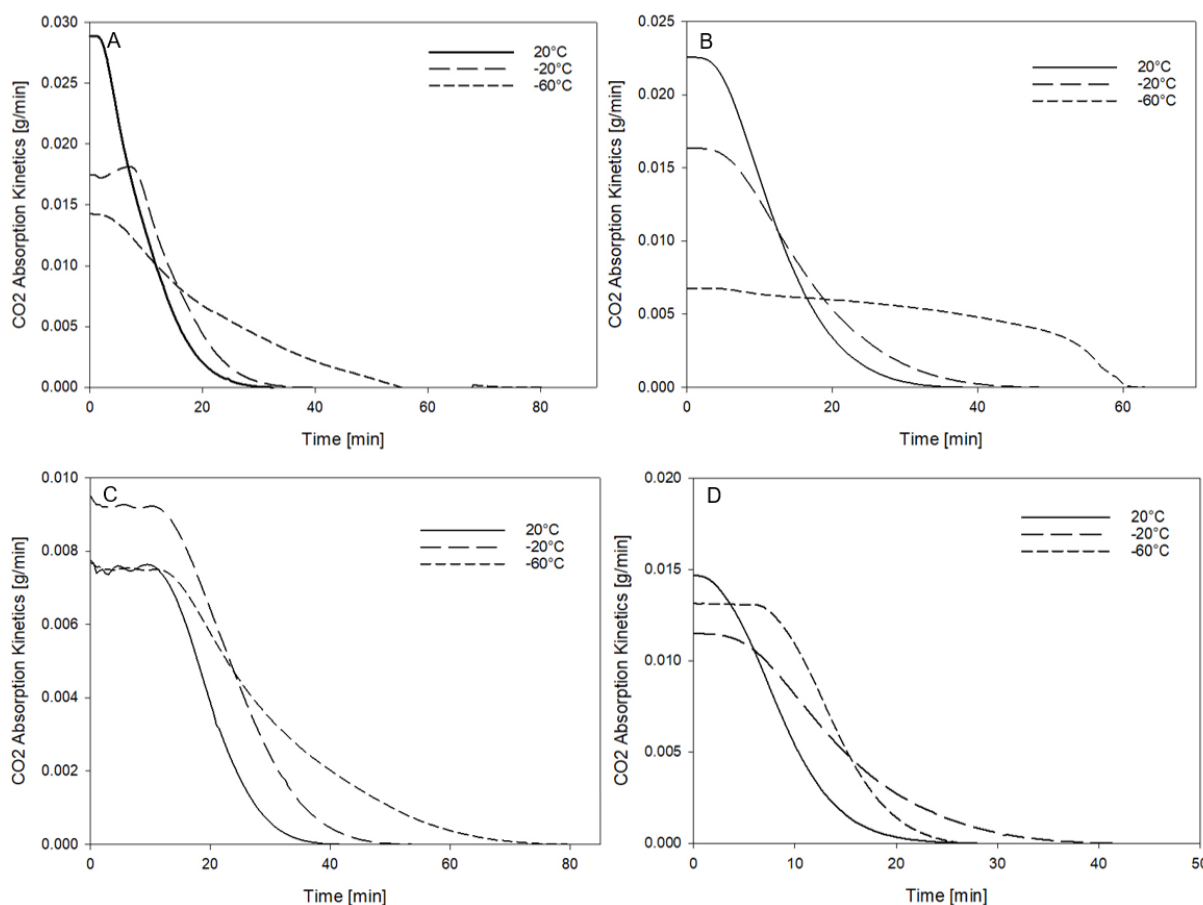 A
20°C
-20°C
-60°C
CO2 Absorption Kinetics [g/min]
0.030
0.025
0.020
0.015
0.010
0.005
0.000
0 20 40 60 80
Time [min]
B
20°C
-20°C
-60°C
CO2 Absorption Kinetics [g/min]
0.025
0.020
0.015
0.010
0.005
0.000
0 20 40 60
Time [min]
C
20°C
-20°C
-60°C
CO2 Absorption Kinetics [g/min]
0.010
0.008
0.006
0.004
0.002
0.000
0 20 40 60 80
Time [min]
D
20°C
-20°C
-60°C
CO2 Absorption Kinetics [g/min]
0.020
0.015
0.010
0.005
0.000
0 10 20 30 40 50
Time [min]